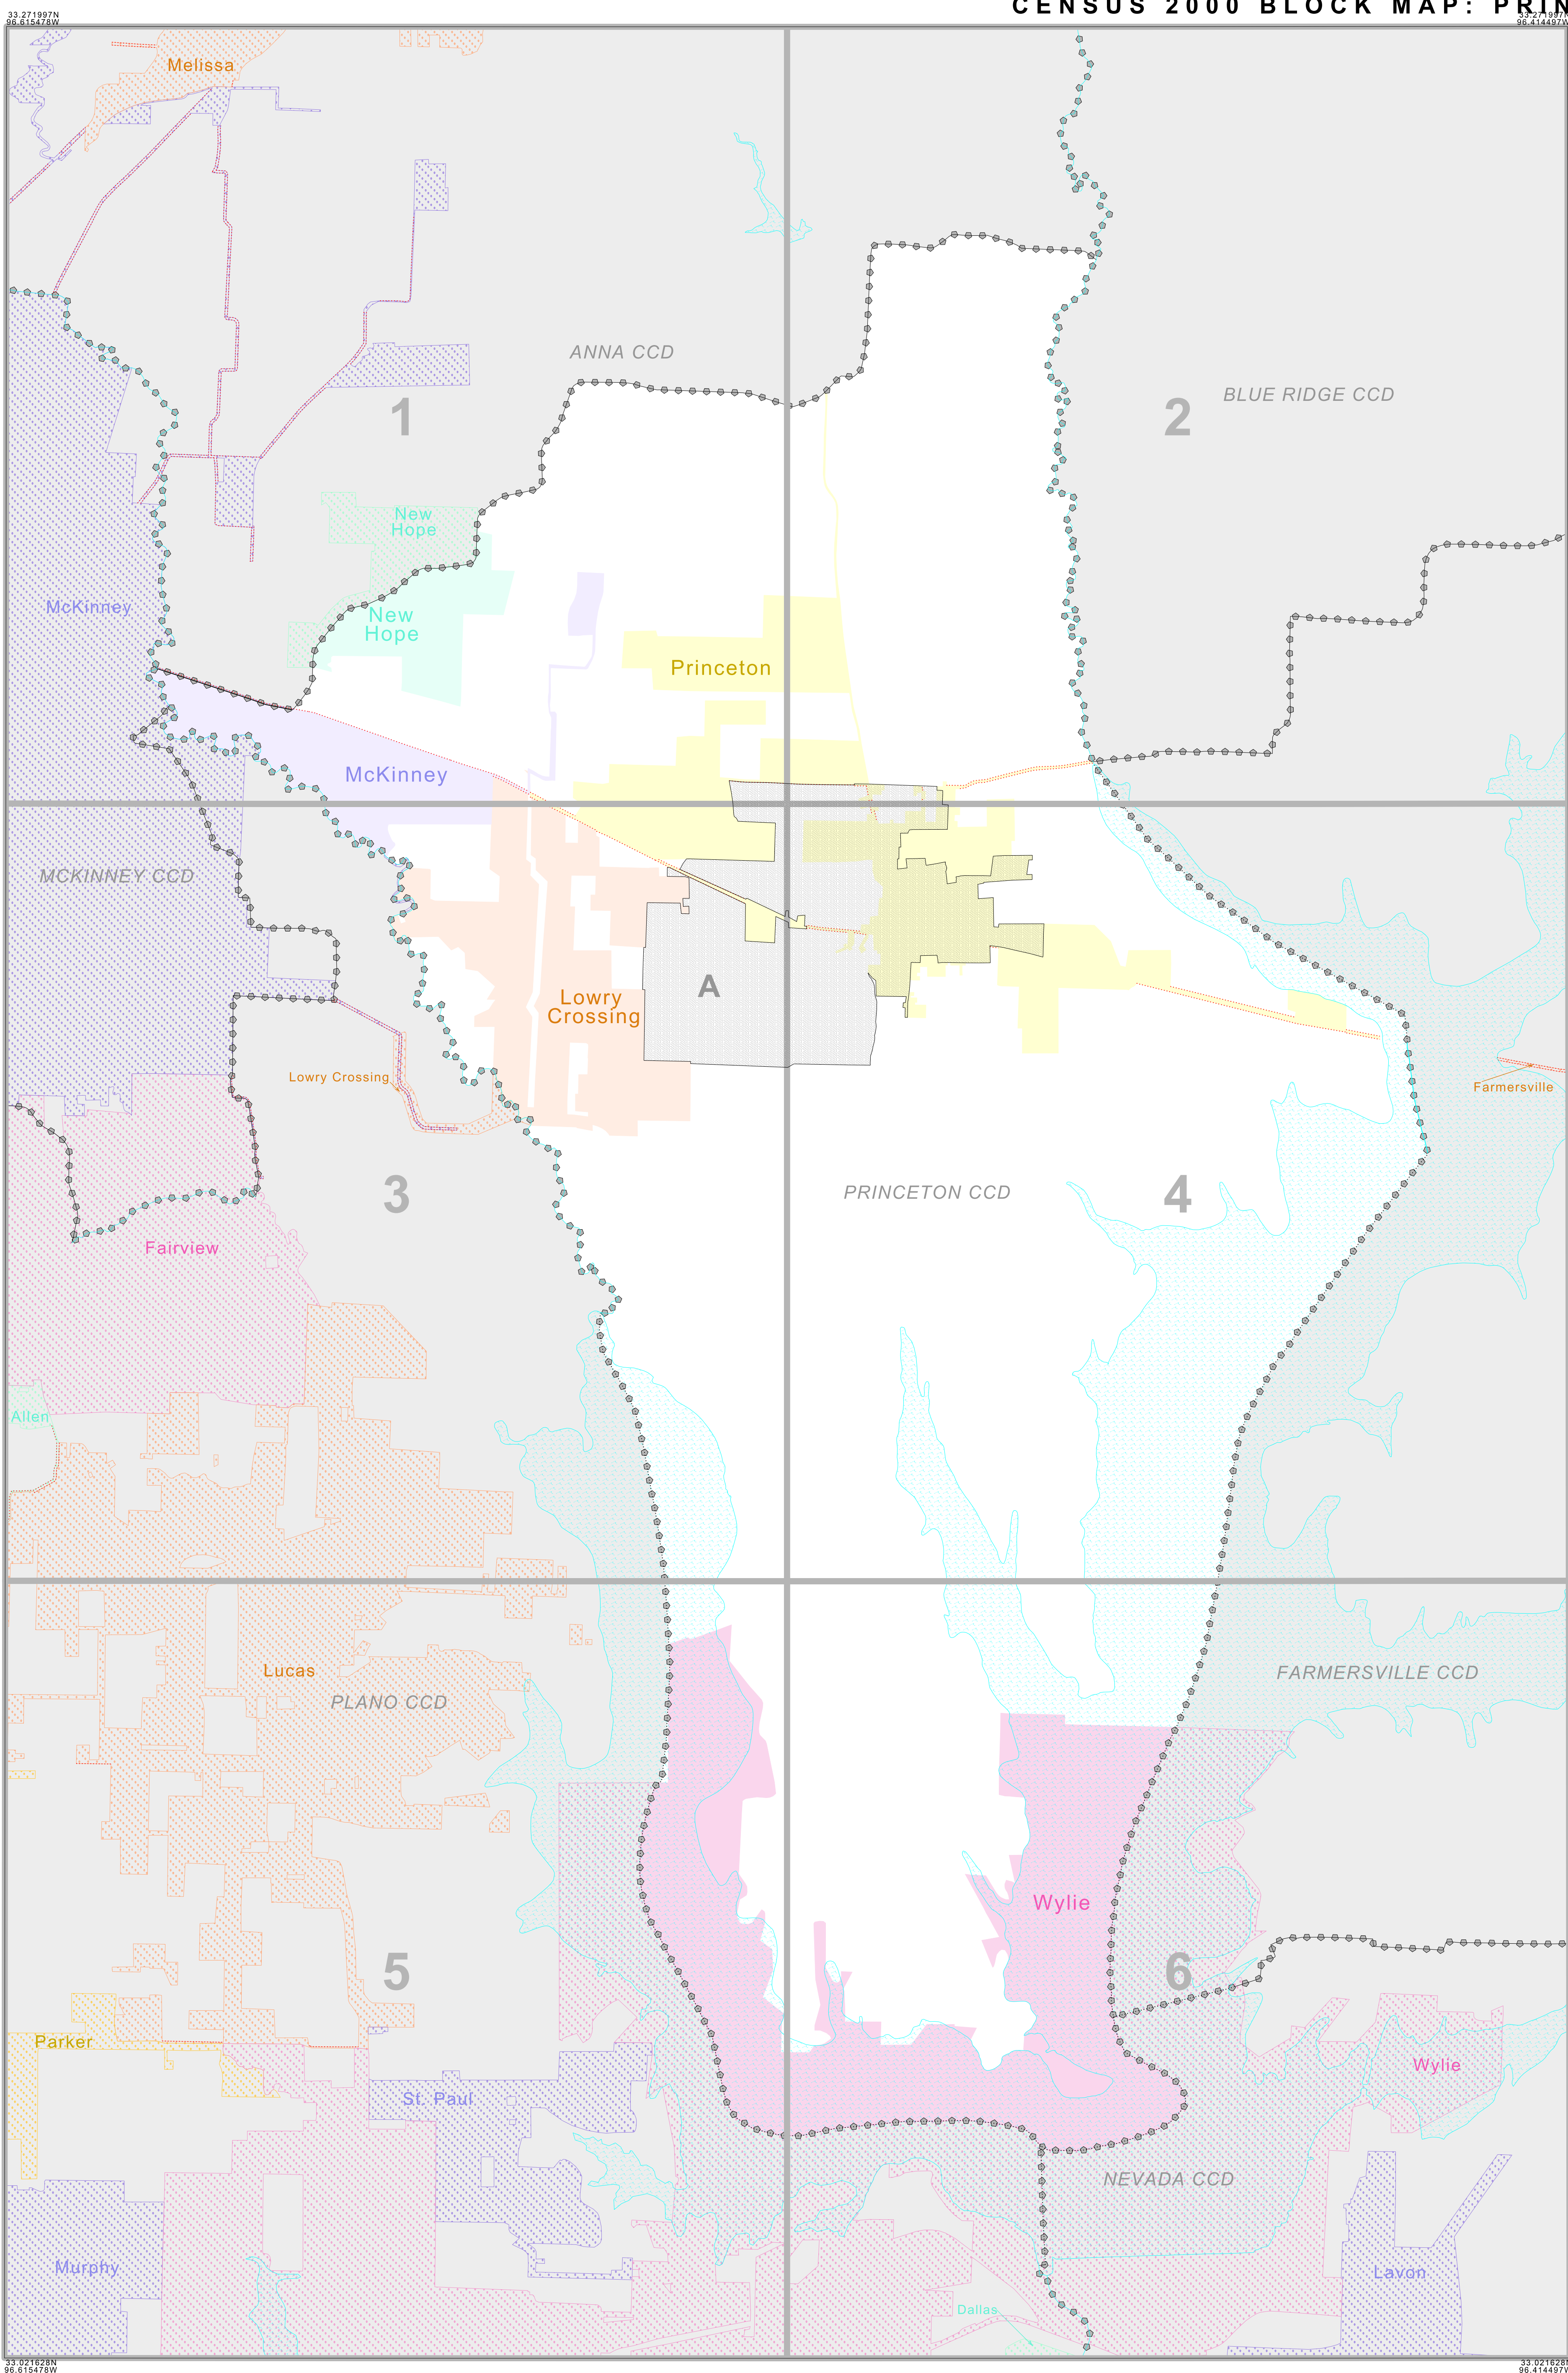 CENSUS 2000 BLOCK MAP: PRIN
33.271997N
96.615478W
33.271997N
96.414497W
Melissa
ANNA CCD
1
2
BLUE RIDGE CCD
New
Hope
McKinney
New
Hope
Princeton
McKinney
MCKINNEY CCD
A
Lowry
Crossing
Lowry Crossing
Farmersville
3
PRINCETON CCD
4
Fairview
Allen
Lucas
PLANO CCD
FARMERSVILLE CCD
Wylie
5
6
Parker
Wylie
St. Paul
NEVADA CCD
Murphy
Lavon
Dallas
33.021628N
96.615478W
33.021628N
96.414497W